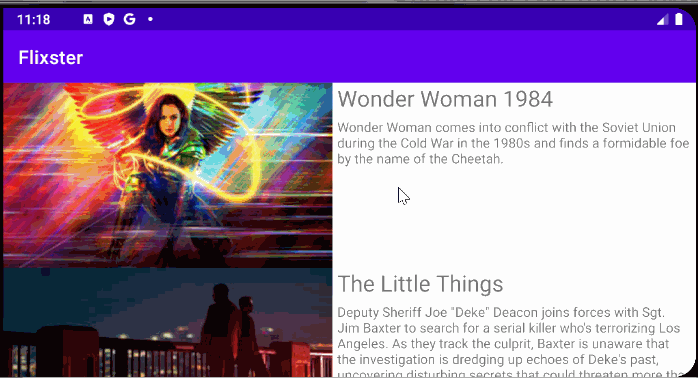 11:18
Flixster
Wonder Woman 1984
Wonder Woman comes into conflict with the Soviet Union
during the Cold War in the 1980s and finds a formidable foe
by the name of the Cheetah.
The Little Things
Deputy Sheriff Joe "Deke" Deacon joins forces with Sgt.
Jim Baxter to search for a serial killer who's terrorizing Los
Angeles. As they track the culprit, Baxter is unaware that
the investigation is dredging up echoes of Deke's past,
uncovering disturbing secrets that could threaten more than